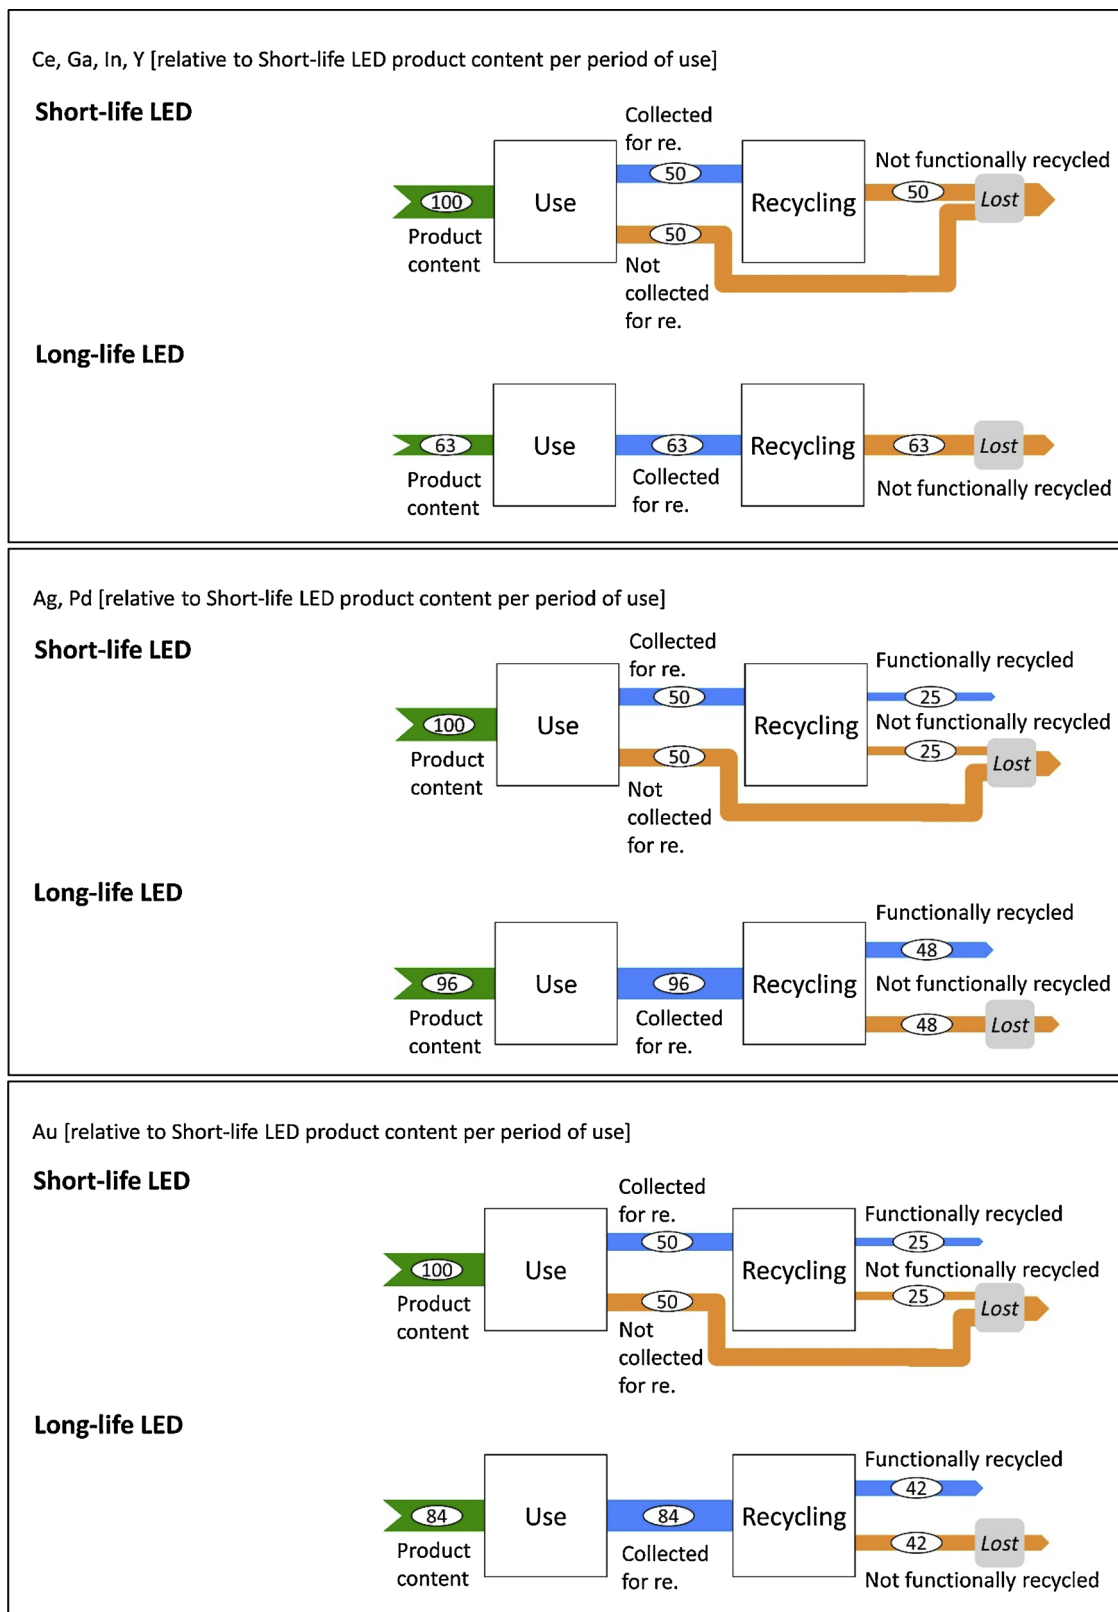 Ce, Ga, In, Y [relative to Short-life LED product content per period of use]
Short-life LED
Collected
for re.
Not functionally recycled
100
Use
50
Recycling
50
Lost
Product
content
50
Not
collected
for re.
Long-life LED
63
Use
63
Recycling
63
Lost
Product
content
Collected
for re.
Not functionally recycled
Ag, Pd [relative to Short-life LED product content per period of use]
Short-life LED
Collected
for re.
Functionally recycled
100
Use
50
Recycling
25
Not functionally recycled
25
Lost
Product
content
50
Not
collected
for re.
Long-life LED
Functionally recycled
48
96
Use
96
Recycling
Not functionally recycled
48
Lost
Product
content
Collected
for re.
Au [relative to Short-life LED product content per period of use]
Short-life LED
Collected
for re.
Functionally recycled
100
Use
50
Recycling
25
Not functionally recycled
25
Lost
Product
content
50
Not
collected
for re.
Long-life LED
Functionally recycled
42
84
Use
84
Recycling
42
Lost
Product
content
Collected
for re.
Not functionally recycled